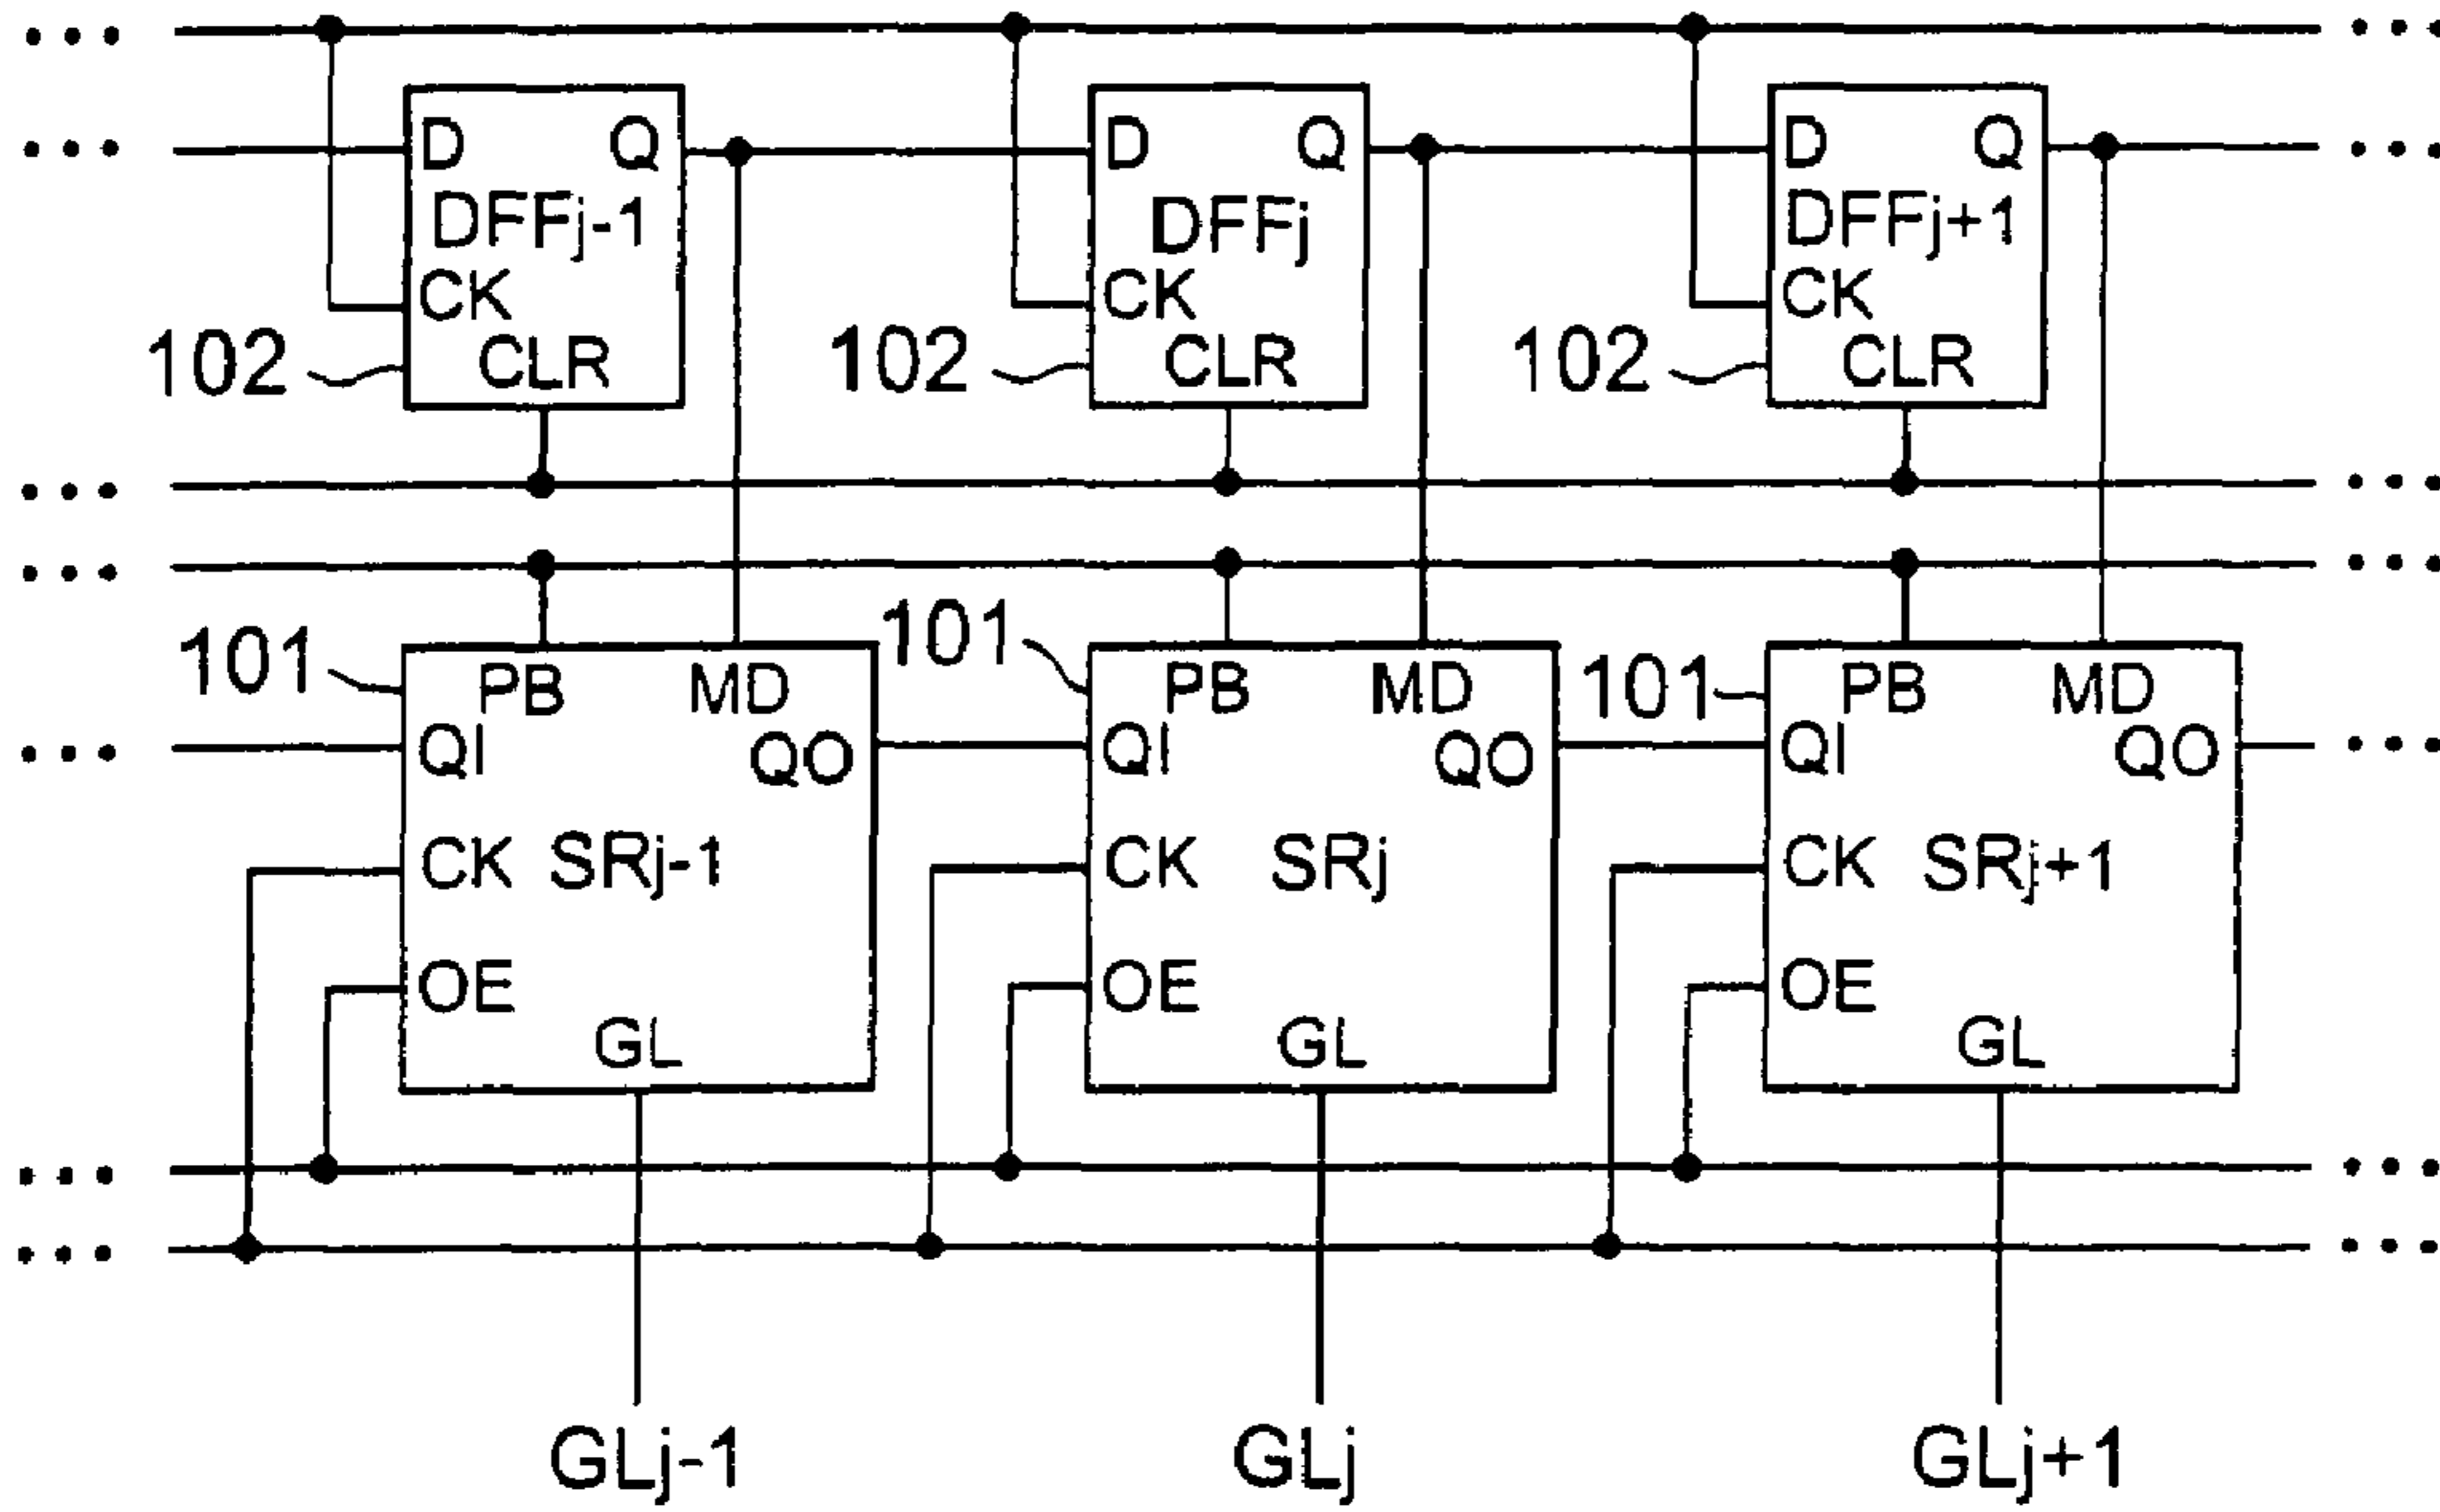 D Q D Q D Q
DFFj-1 DFFj DFFj+1
CK CK CK
102 CLR 102 CLR 102 CLR
101 101 101
PB MD PB MD PB MD
QI QO QI QO QI QO
CK SRj-1 CK SRj CK SRj+1
OE OE OE
GL GL GL
GLj-1 GLj GLj+1